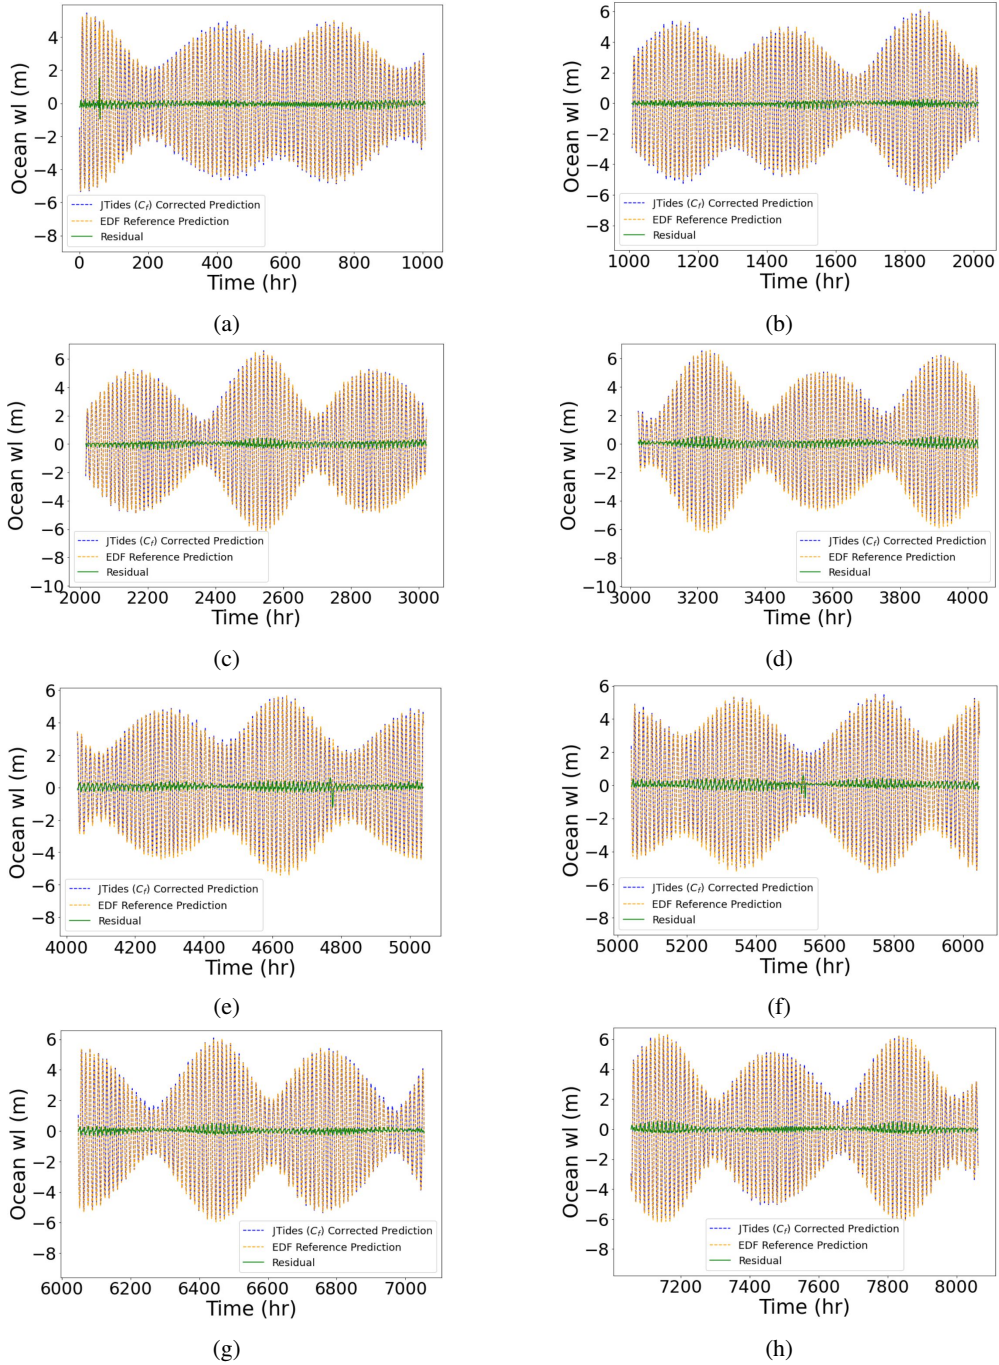 Ocean wl (m)
4
2
0
−2
−4
−6
−8
JTides (Cf) Corrected Prediction
EDF Reference Prediction
Residual
0 200 400 600 800 1000
Time (hr)
(a)
Ocean wl (m)
6
4
2
0
−2
−4
−6
−8
JTides (Cf) Corrected Prediction
EDF Reference Prediction
Residual
1000 1200 1400 1600 1800 2000
Time (hr)
(b)
Ocean wl (m)
6
4
2
0
−2
−4
−6
−8
−10
JTides (Cf) Corrected Prediction
EDF Reference Prediction
Residual
2000 2200 2400 2600 2800 3000
Time (hr)
(c)
Ocean wl (m)
6
4
2
0
−2
−4
−6
−8
−10
JTides (Cf) Corrected Prediction
EDF Reference Prediction
Residual
3000 3200 3400 3600 3800 4000
Time (hr)
(d)
Ocean wl (m)
6
4
2
0
−2
−4
−6
−8
JTides (Cf) Corrected Prediction
EDF Reference Prediction
Residual
4000 4200 4400 4600 4800 5000
Time (hr)
(e)
Ocean wl (m)
6
4
2
0
−2
−4
−6
−8
JTides (Cf) Corrected Prediction
EDF Reference Prediction
Residual
5000 5200 5400 5600 5800 6000
Time (hr)
(f)
Ocean wl (m)
6
4
2
0
−2
−4
−6
−8
JTides (Cf) Corrected Prediction
EDF Reference Prediction
Residual
6000 6200 6400 6600 6800 7000
Time (hr)
(g)
Ocean wl (m)
6
4
2
0
−2
−4
−6
−8
JTides (Cf) Corrected Prediction
EDF Reference Prediction
Residual
7200 7400 7600 7800 8000
Time (hr)
(h)